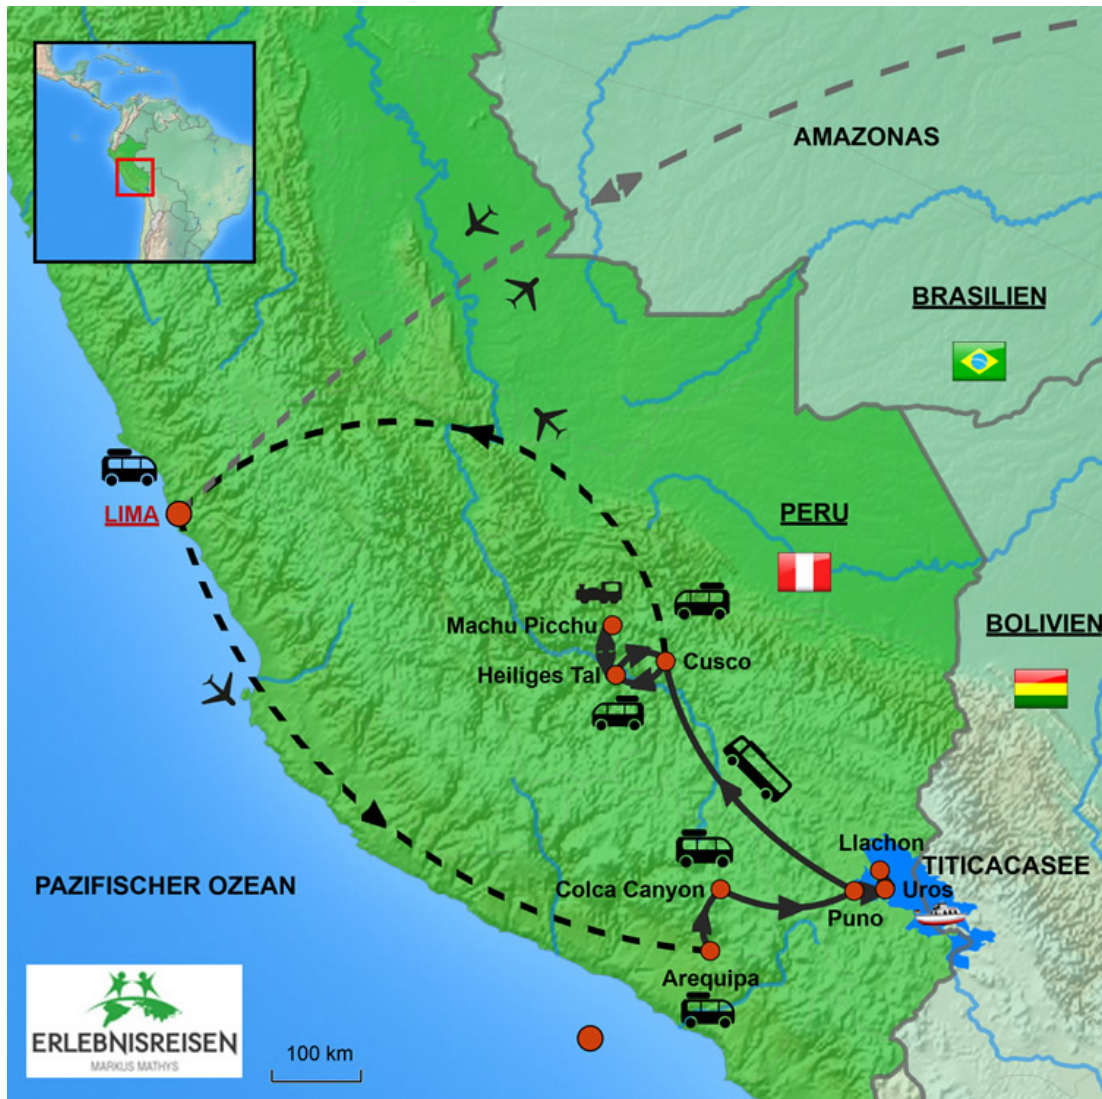 AMAZONAS
BRASILIEN
LIMA
PERU
Machu Picchu
Cusco
Heiliges Tal
BOLIVIEN
Llachon
TITICACASEE
Colca Canyon
Uros
Puno
PAZIFISCHER OZEAN
Arequipa
ERLEBNISREISEN
MARKUS MATHYS
100 km